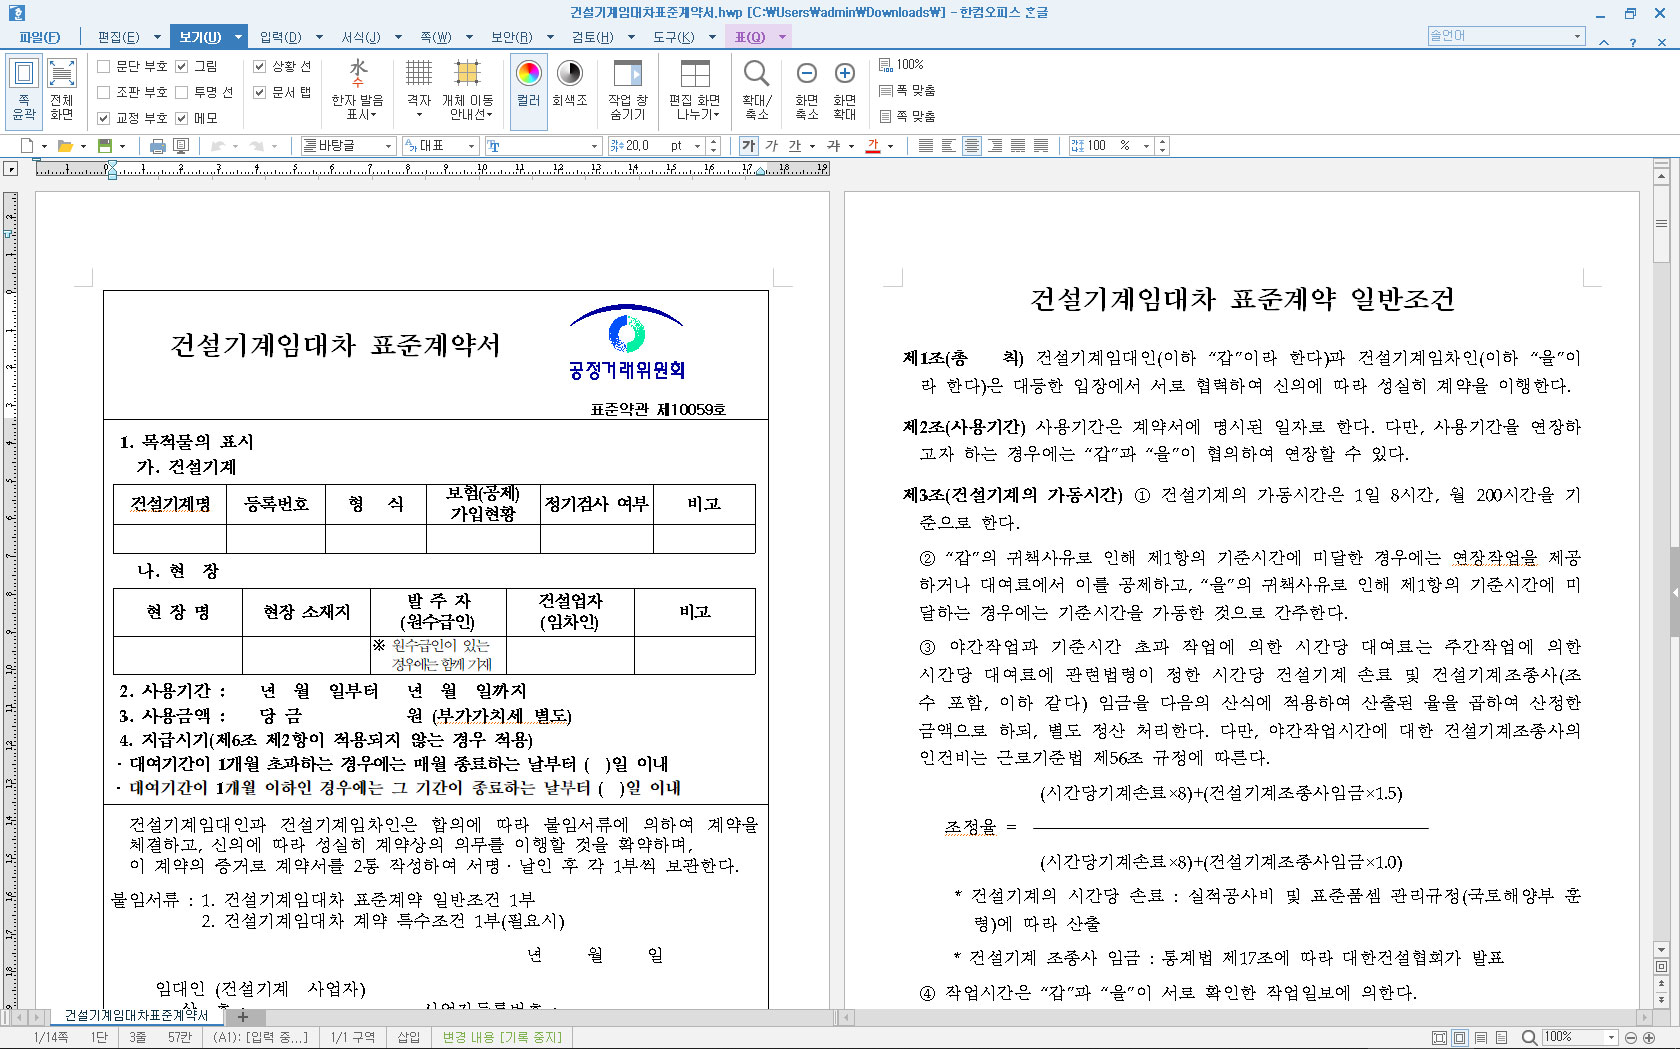 건설기계임대차표준계약서.hwp [C:\Users\admin\Downloads\] - 한컴오피스 한글
파일(F) 편집(E) 보기(U) 입력(D) 서식(J) 쪽(W) 보안(R) 검토(H) 도구(K) 표(Q) 술언어
문단 부호 그림 상황 선
조판 부호 투명 선 문서 탭
교정 부호 메모
쪽 윤곽 전체 화면 한자 발음 표시 격자 개체 이동 안내선 컬러 회색조 작업 창 숨기기 편집 화면 나누기 확대/축소 화면 축소 화면 확대
100%
폭 맞춤
쪽 맞춤
바탕글 대표 20,0 pt 가 가 가 가 가 100 %
건설기계임대차 표준계약서
공정거래위원회
표준약관 제10059호
1. 목적물의 표시
가. 건설기계
건설기계명 등록번호 형 식 보험(공제) 가입현황 정기검사 여부 비고
나. 현 장
현 장 명 현장 소재지 발 주 자 (원수급인) 건설업자 (임차인) 비고
※ 원수급인이 있는
경우에는 함께 기재
2. 사용기간 : 년 월 일부터 년 월 일까지
3. 사용금액 : 당 금 원 (부가가치세 별도)
4. 지급시기(제6조 제2항이 적용되지 않는 경우 적용)
· 대여기간이 1개월 초과하는 경우에는 매월 종료하는 날부터 ( )일 이내
· 대여기간이 1개월 이하인 경우에는 그 기간이 종료하는 날부터 ( )일 이내
건설기계임대인과 건설기계임차인은 합의에 따라 붙임서류에 의하여 계약을
체결하고, 신의에 따라 성실히 계약상의 의무를 이행할 것을 확약하며,
이 계약의 증거로 계약서를 2통 작성하여 서명 · 날인 후 각 1부씩 보관한다.
붙임서류 : 1. 건설기계임대차 표준계약 일반조건 1부
2. 건설기계임대차 계약 특수조건 1부(필요시)
년 월 일
임대인 (건설기계 사업자)
건설기계임대차 표준계약 일반조건
제1조(총 칙) 건설기계임대인(이하 “갑”이라 한다)과 건설기계임차인(이하 “을”이
라 한다)은 대등한 입장에서 서로 협력하여 신의에 따라 성실히 계약을 이행한다.
제2조(사용기간) 사용기간은 계약서에 명시된 일자로 한다. 다만, 사용기간을 연장하
고자 하는 경우에는 “갑”과 “을”이 협의하여 연장할 수 있다.
제3조(건설기계의 가동시간) ① 건설기계의 가동시간은 1일 8시간, 월 200시간을 기
준으로 한다.
② “갑”의 귀책사유로 인해 제1항의 기준시간에 미달한 경우에는 연장작업을 제공
하거나 대여료에서 이를 공제하고, “을”의 귀책사유로 인해 제1항의 기준시간에 미
달하는 경우에는 기준시간을 가동한 것으로 간주한다.
③ 야간작업과 기준시간 초과 작업에 의한 시간당 대여료는 주간작업에 의한
시간당 대여료에 관련법령이 정한 시간당 건설기계 손료 및 건설기계조종사(조
수 포함, 이하 같다) 임금을 다음의 산식에 적용하여 산출된 율을 곱하여 산정한
금액으로 하되, 별도 정산 처리한다. 다만, 야간작업시간에 대한 건설기계조종사의
인건비는 근로기준법 제56조 규정에 따른다.
(시간당기계손료×8)+(건설기계조종사임금×1.5)
조정율 =
(시간당기계손료×8)+(건설기계조종사임금×1.0)
* 건설기계의 시간당 손료 : 실적공사비 및 표준품셈 관리규정(국토해양부 훈
령)에 따라 산출
* 건설기계 조종사 임금 : 통계법 제17조에 따라 대한건설협회가 발표
④ 작업시간은 “갑”과 “을”이 서로 확인한 작업일보에 의한다.
건설기계임대차표준계약서
1/14쪽 1단 3줄 57칸 (A1): [입력 중...] 1/1 구역 삽입 변경 내용 [기록 중지] 100%